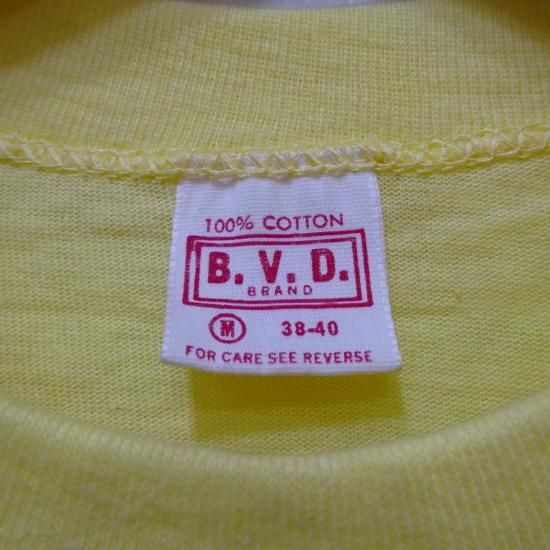 100% COTTON
B. V. D.
BRAND
M 38-40
FOR CARE SEE REVERSE